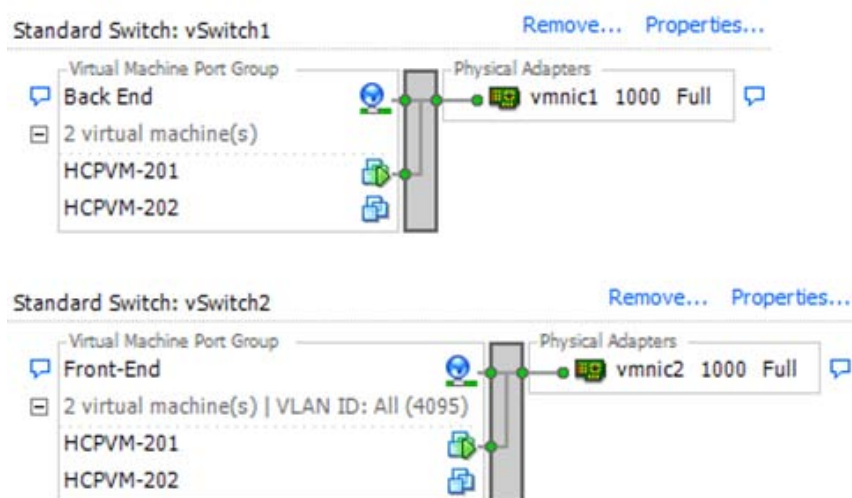 Standard Switch: vSwitch1 Remove... Properties...
Virtual Machine Port Group Physical Adapters
Back End vmnic1 1000 Full
2 virtual machine(s)
HCPVM-201
HCPVM-202
Standard Switch: vSwitch2 Remove... Properties...
Virtual Machine Port Group Physical Adapters
Front-End vmnic2 1000 Full
2 virtual machine(s) | VLAN ID: All (4095)
HCPVM-201
HCPVM-202